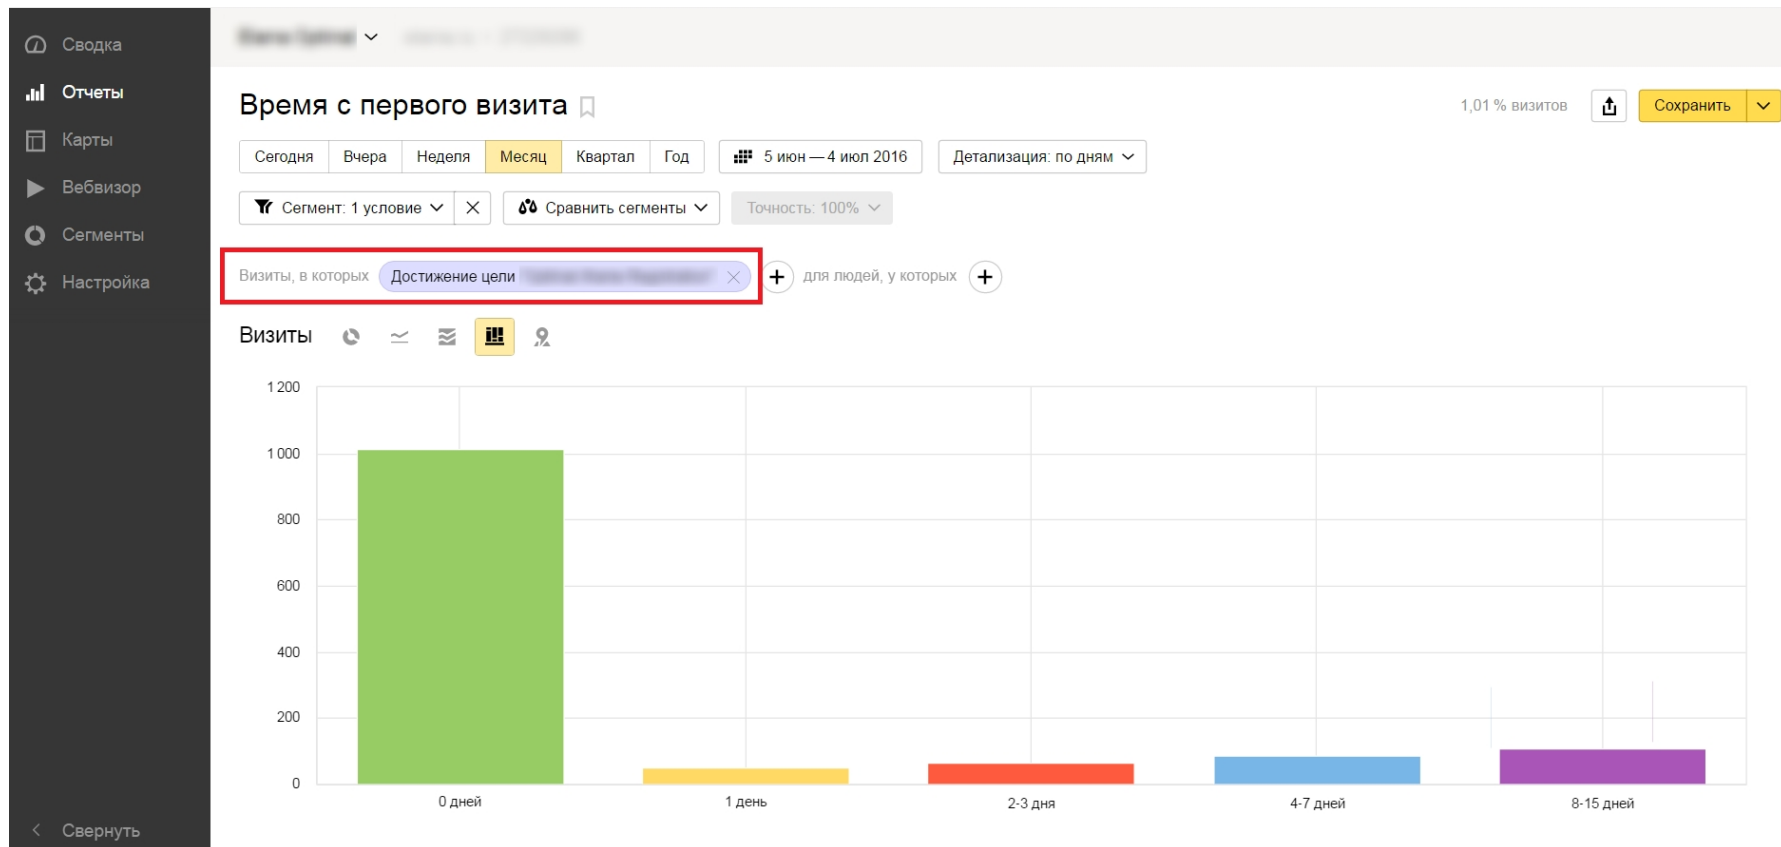 Сводка
Отчеты
Карты
Вебвизор
Сегменты
Настройка
Свернуть
Время с первого визита
1,01 % визитов
Сохранить
Сегодня Вчера Неделя Месяц Квартал Год 5 июн — 4 июл 2016 Детализация: по дням
Сегмент: 1 условие Сравнить сегменты Точность: 100%
Визиты, в которых Достижение цели для людей, у которых
Визиты
1 200
1 000
800
600
400
200
0
0 дней 1 день 2-3 дня 4-7 дней 8-15 дней